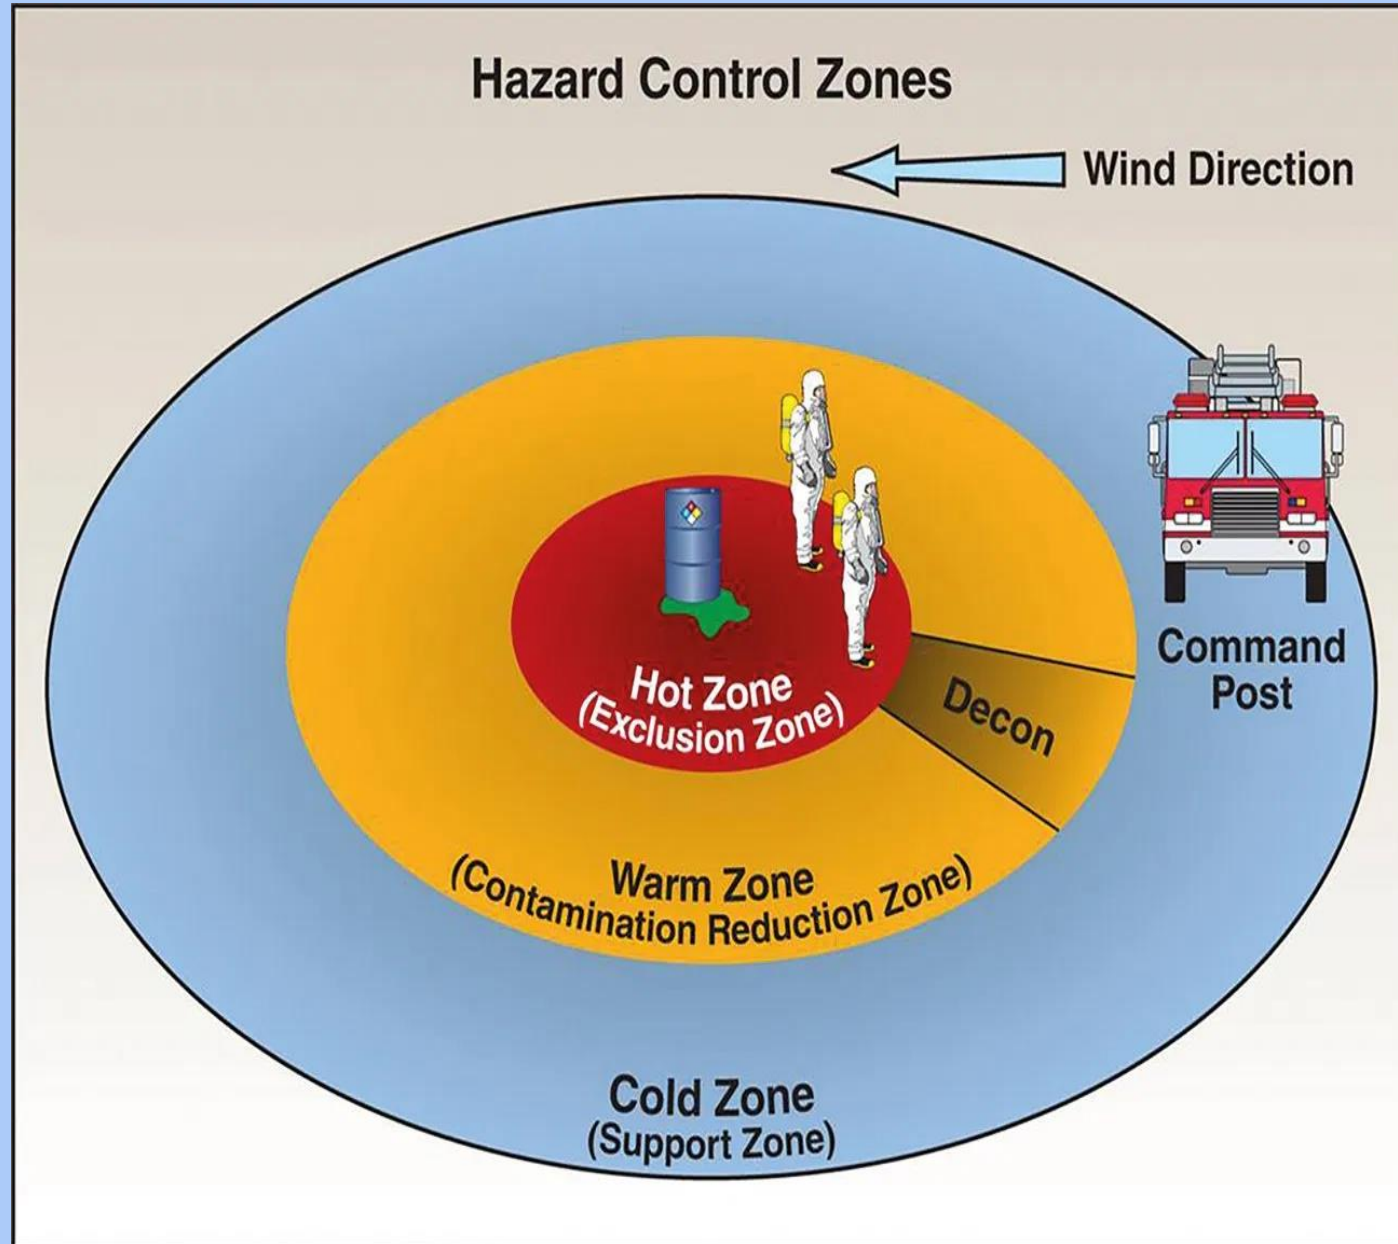 Hazard Control Zones
Wind Direction
Command
Post
Hot Zone
(Exclusion Zone)
Decon
Warm Zone
(Contamination Reduction Zone)
Cold Zone
(Support Zone)